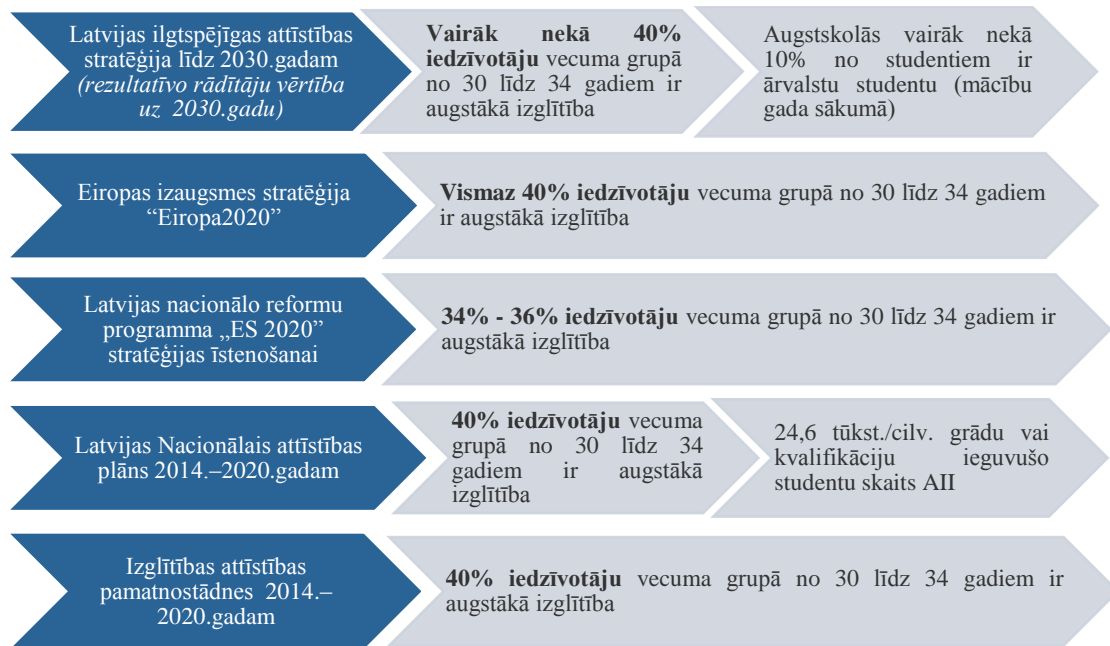 Latvijas ilgtspējīgas attīstības
stratēģija līdz 2030.gadam
(rezultatīvo rādītāju vērtība
uz 2030.gadu)
Vairāk nekā 40%
iedzīvotāju vecuma grupā
no 30 līdz 34 gadiem ir
augstākā izglītība
Augstskolās vairāk nekā
10% no studentiem ir
ārvalstu studentu (mācību
gada sākumā)
Eiropas izaugsmes stratēģija
“Eiropa2020”
Vismaz 40% iedzīvotāju vecuma grupā no 30 līdz 34 gadiem
ir augstākā izglītība
Latvijas nacionālo reformu
programma „ES 2020”
stratēģijas īstenošanai
34% - 36% iedzīvotāju vecuma grupā no 30 līdz 34 gadiem ir
augstākā izglītība
Latvijas Nacionālais attīstības
plāns 2014.–2020.gadam
40% iedzīvotāju vecuma
grupā no 30 līdz 34
gadiem ir augstākā
izglītība
24,6 tūkst./cilv. grādu vai
kvalifikāciju ieguvušo
studentu skaits AII
Izglītības attīstības
pamatnostādnes 2014.–
2020.gadam
40% iedzīvotāju vecuma grupā no 30 līdz 34 gadiem ir
augstākā izglītība